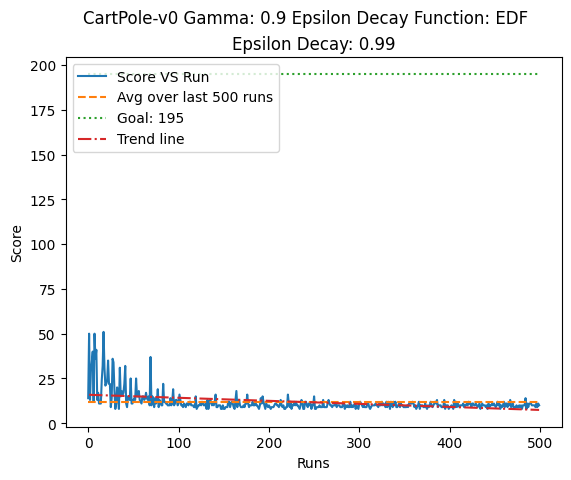 CartPole-v0 Gamma: 0.9 Epsilon Decay Function: EDF
Epsilon Decay: 0.99
Score VS Run
Avg over last 500 runs
Goal: 195
Trend line
200
175
150
125
100
75
50
25
0
Score
0 100 200 300 400 500
Runs